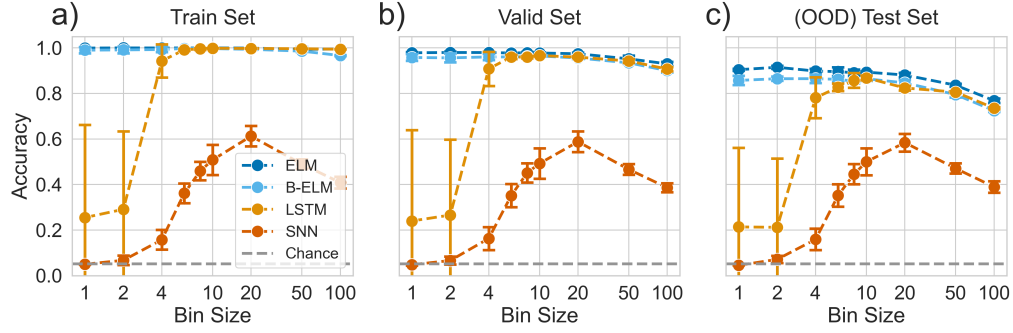 a)
Train Set
b)
Valid Set
c)
(OOD) Test Set
Accuracy
1.0
0.8
0.6
0.4
0.2
0.0
ELM
B-ELM
LSTM
SNN
Chance
1 2 4 10 20 50 100
1 2 4 10 20 50 100
1 2 4 10 20 50 100
Bin Size
Bin Size
Bin Size